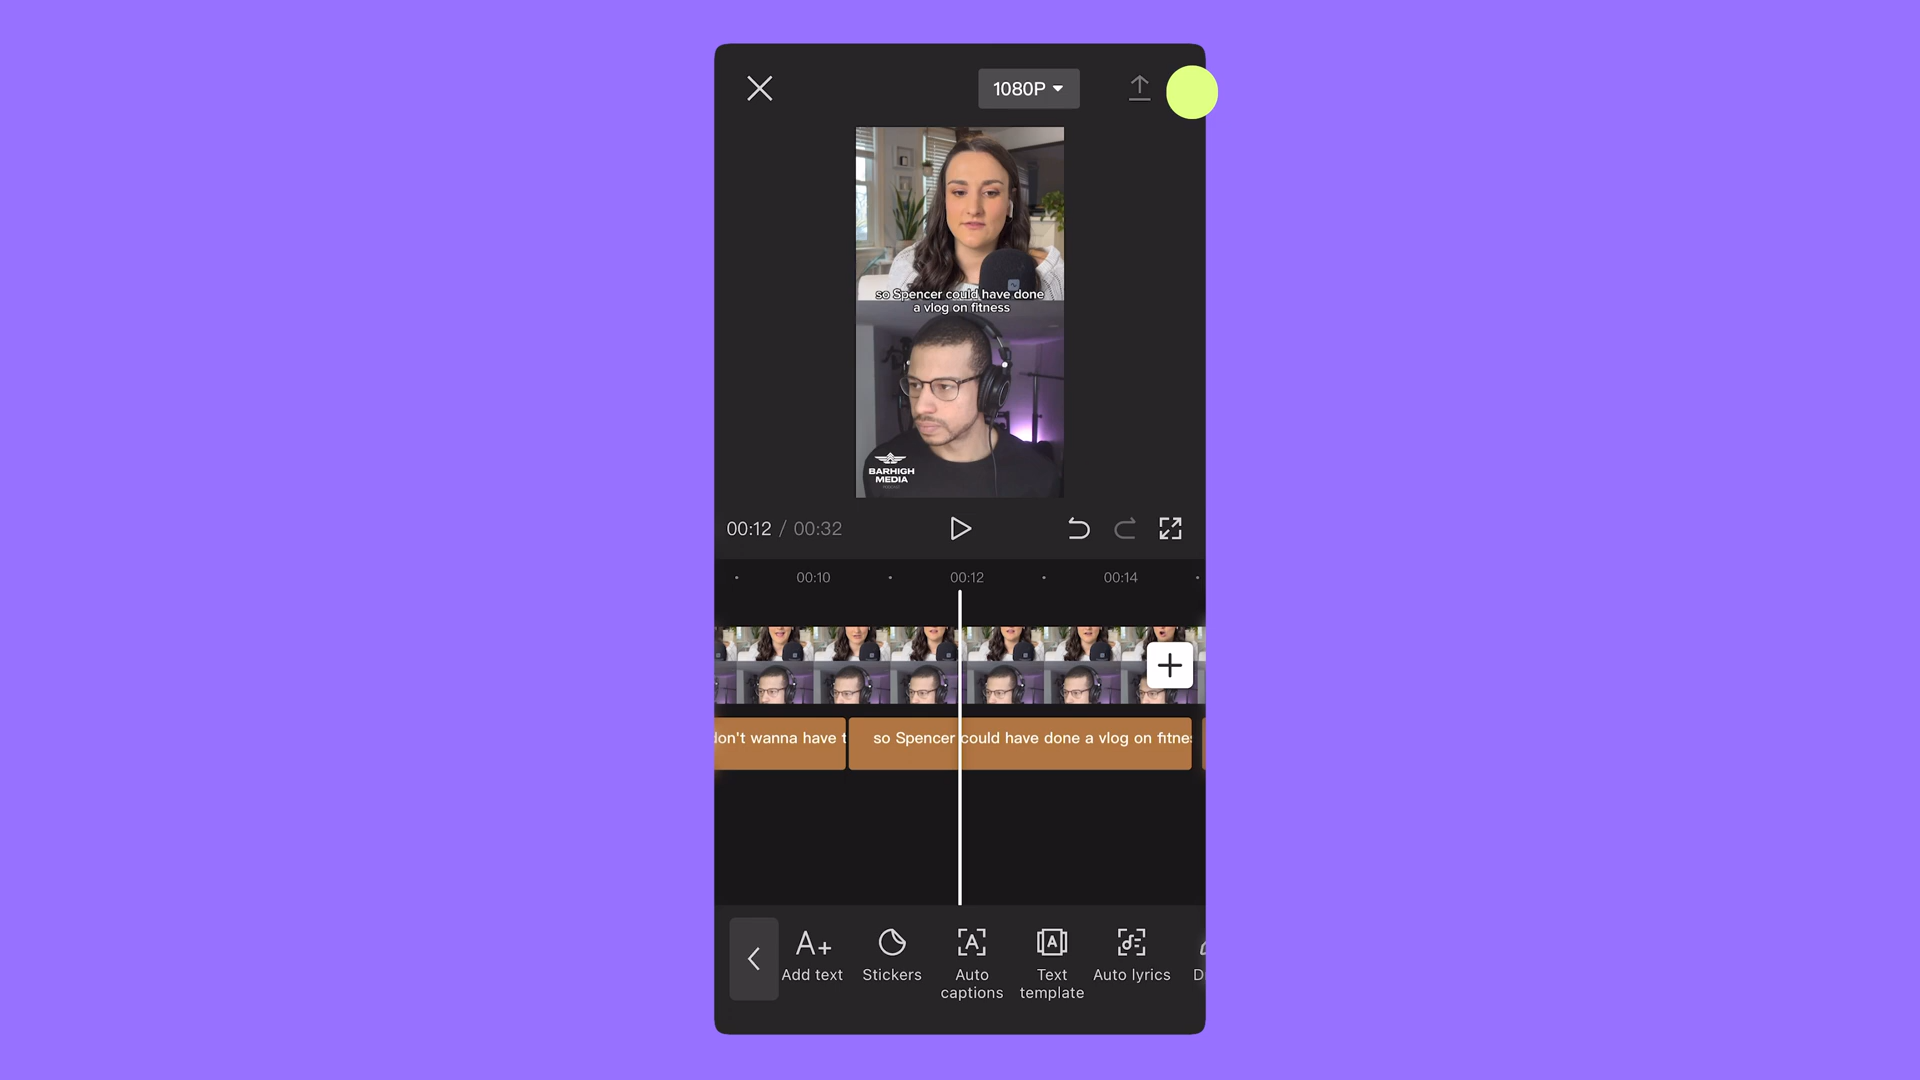 1080P
so Spencer could have done
a vlog on fitness
BARHIGH
MEDIA
00:12 / 00:32
00:10
00:12
00:14
don't wanna have t
so Spencer could have done a vlog on fitnes
A+
Add text
Stickers
Auto
captions
Text
template
Auto lyrics
D